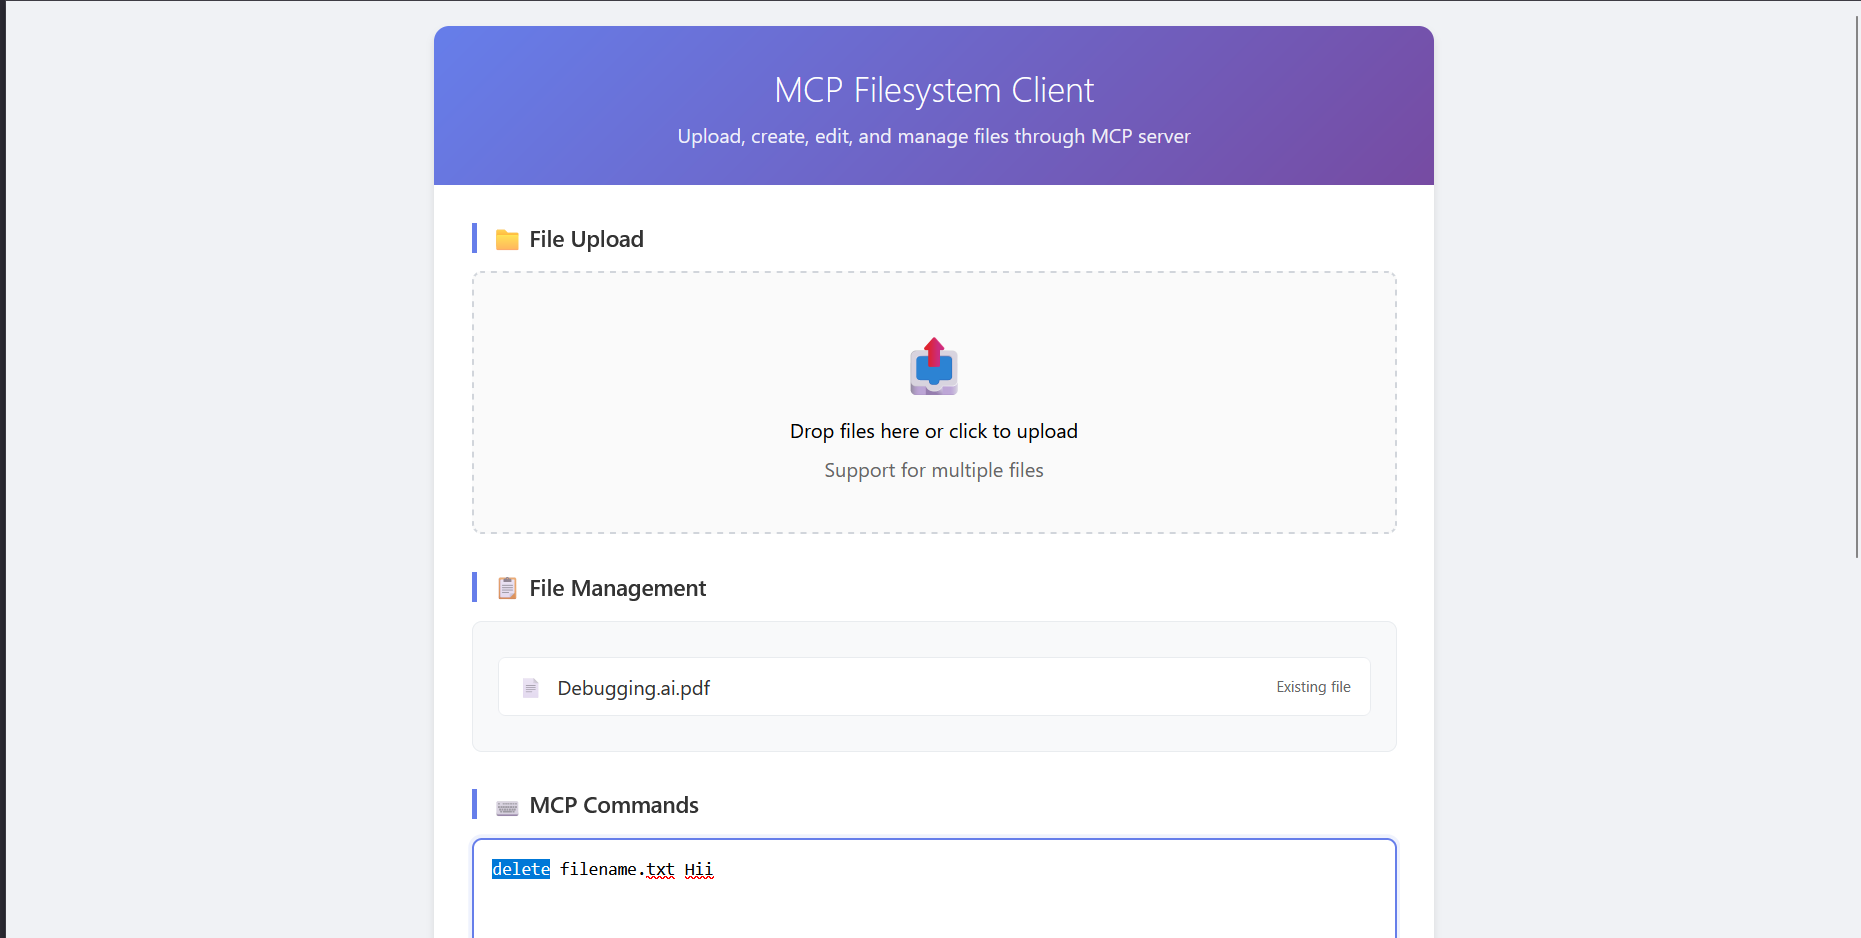 MCP Filesystem Client
Upload, create, edit, and manage files through MCP server
File Upload
Drop files here or click to upload
Support for multiple files
File Management
Debugging.ai.pdf
Existing file
MCP Commands
delete filename.txt Hii